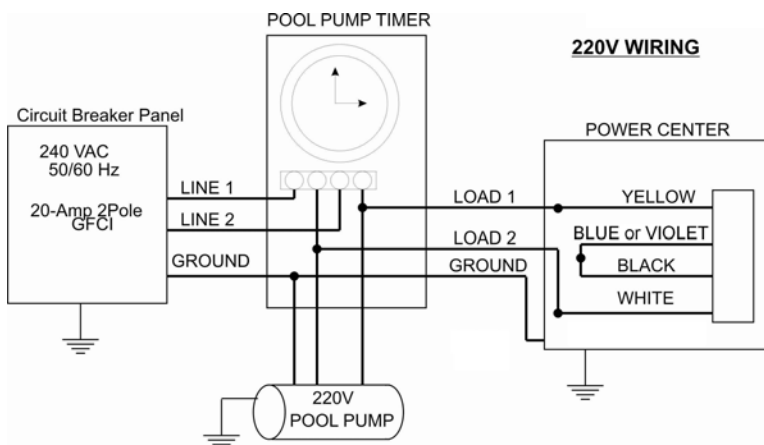 POOL PUMP TIMER
220V WIRING
Circuit Breaker Panel
240 VAC
50/60 Hz
20-Amp 2Pole
GFCI
LINE 1
LINE 2
GROUND
POWER CENTER
LOAD 1
YELLOW
BLUE or VIOLET
LOAD 2
GROUND
BLACK
WHITE
220V
POOL PUMP